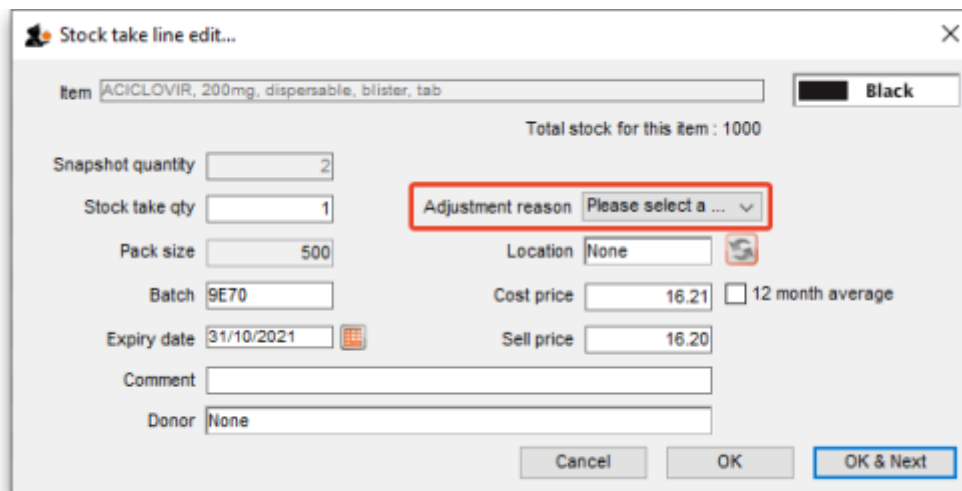 Stock take line edit...
Item ACICLOVIR, 200mg, dispersable, blister, tab Black
Total stock for this item : 1000
Snapshot quantity 2
Stock take qty 1 Adjustment reason Please select a ...
Pack size 500 Location None
Batch 9E70 Cost price 16.21 12 month average
Expiry date 31/10/2021 Sell price 16.20
Comment
Donor None
Cancel OK OK & Next